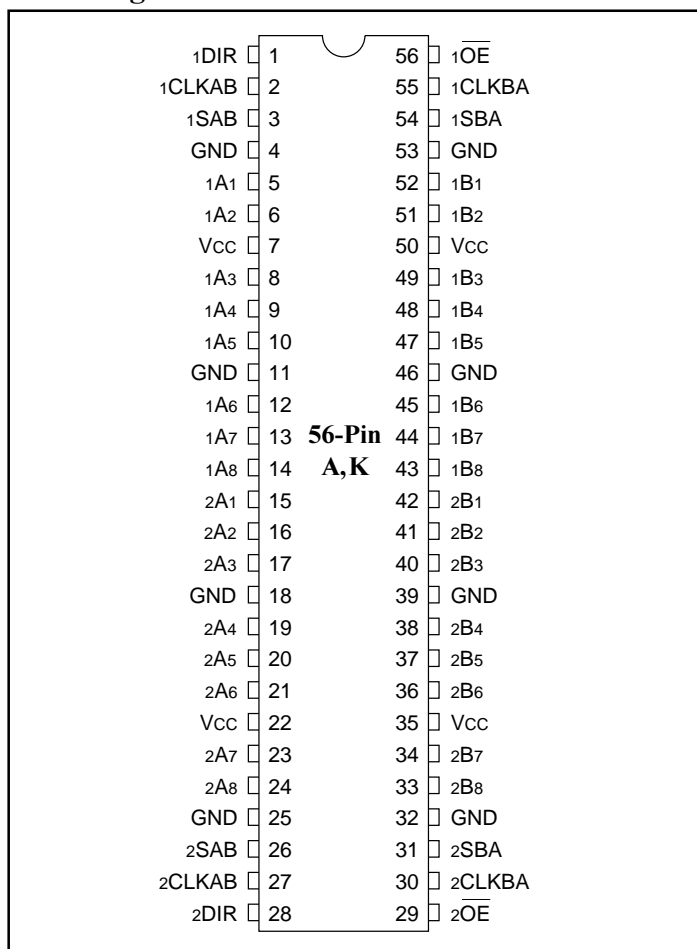 1DIR 1 56 1O̅E̅
1CLKAB 2 55 1CLKBA
1SAB 3 54 1SBA
GND 4 53 GND
1A1 5 52 1B1
1A2 6 51 1B2
VCC 7 50 VCC
1A3 8 49 1B3
1A4 9 48 1B4
1A5 10 47 1B5
GND 11 46 GND
1A6 12 45 1B6
1A7 13 56-Pin 44 1B7
1A8 14 A,K 43 1B8
2A1 15 42 2B1
2A2 16 41 2B2
2A3 17 40 2B3
GND 18 39 GND
2A4 19 38 2B4
2A5 20 37 2B5
2A6 21 36 2B6
VCC 22 35 VCC
2A7 23 34 2B7
2A8 24 33 2B8
GND 25 32 GND
2SAB 26 31 2SBA
2CLKAB 27 30 2CLKBA
2DIR 28 29 2O̅E̅